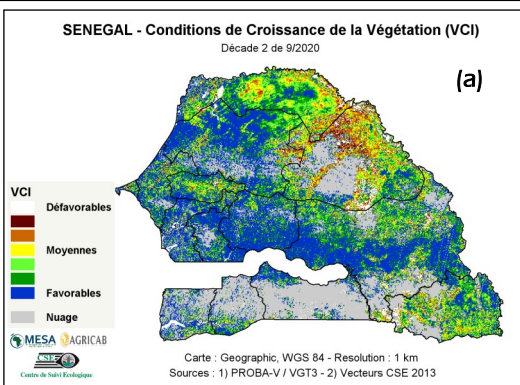 SENEGAL - Conditions de Croissance de la Végétation (VCI)
Décade 2 de 9/2020
(a)
VCI
Défavorables
Moyennes
Favorables
Nuage
MESA AGRICAB
CSE
Centre de Suivi Ecologique
Carte : Geographic, WGS 84 - Resolution : 1 km
Sources : 1) PROBA-V / VGT3 - 2) Vecteurs CSE 2013